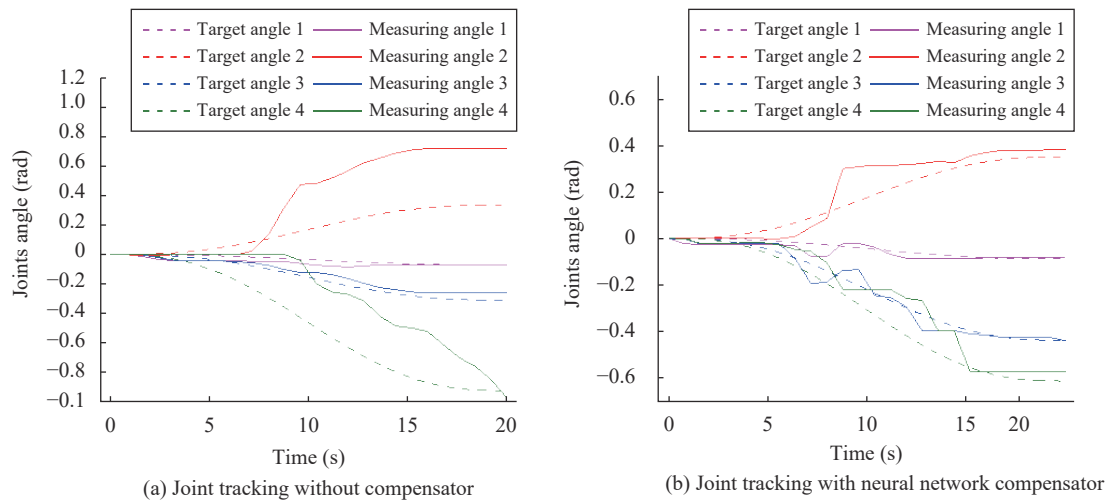 Target angle 1 Measuring angle 1
Target angle 2 Measuring angle 2
Target angle 3 Measuring angle 3
Target angle 4 Measuring angle 4
1.2
1.0
0.8
0.6
0.4
0.2
0
−0.2
−0.4
−0.6
−0.8
−0.1
Joints angle (rad)
0 5 10 15 20
Time (s)
(a) Joint tracking without compensator
Target angle 1 Measuring angle 1
Target angle 2 Measuring angle 2
Target angle 3 Measuring angle 3
Target angle 4 Measuring angle 4
0.6
0.4
0.2
0
−0.2
−0.4
−0.6
Joints angle (rad)
0 5 10 15 20
Time (s)
(b) Joint tracking with neural network compensator